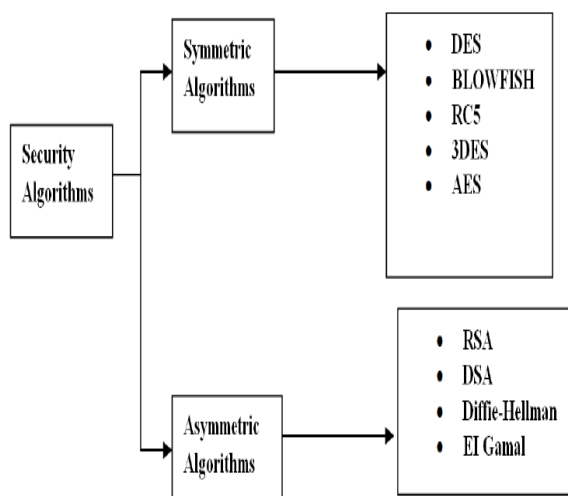 Security
Algorithms
Symmetric
Algorithms
• DES
• BLOWFISH
• RC5
• 3DES
• AES
Asymmetric
Algorithms
• RSA
• DSA
• Diffie-Hellman
• EI Gamal